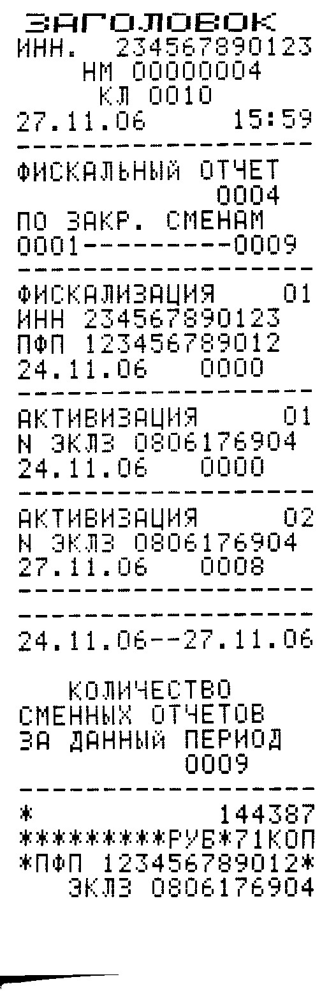 ЗАГОЛОВОК
ИНН. 234567890123
НМ 00000004
КЛ 0010
27.11.06 15:59
------------------
ФИСКАЛЬНЫЙ ОТЧЕТ
0004
ПО ЗАКР. СМЕНАМ
0001---------0009
------------------
ФИСКАЛИЗАЦИЯ 01
ИНН 234567890123
ПФП 123456789012
24.11.06 0000
------------------
АКТИВИЗАЦИЯ 01
N ЭКЛЗ 0806176904
24.11.06 0000
------------------
АКТИВИЗАЦИЯ 02
N ЭКЛЗ 0806176904
27.11.06 0008
------------------
------------------
24.11.06--27.11.06
КОЛИЧЕСТВО
СМЕННЫХ ОТЧЕТОВ
ЗА ДАННЫЙ ПЕРИОД
0009
------------------
* 144387
*********РУБ*71КОП
*ПФП 123456789012*
ЭКЛЗ 0806176904